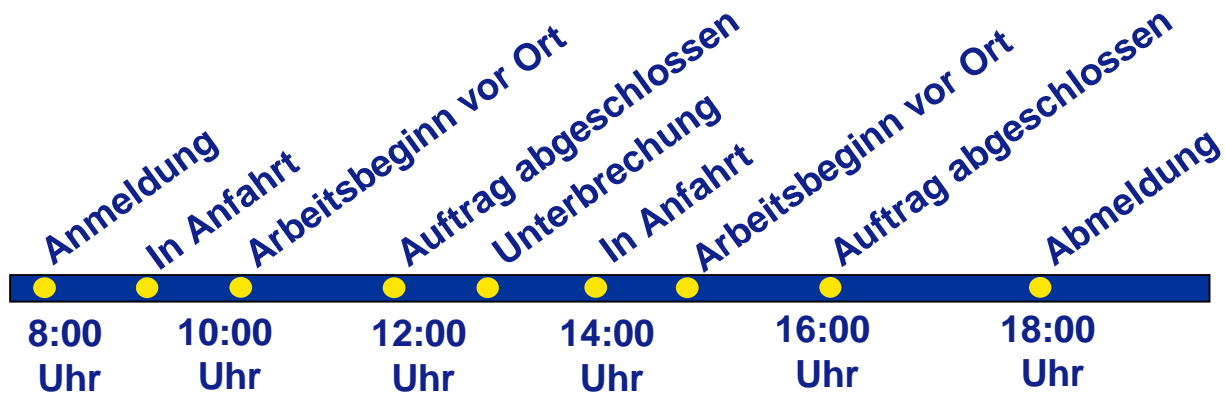 Anmeldung
In Anfahrt
Arbeitsbeginn vor Ort
Auftrag abgeschlossen
Unterbrechung
In Anfahrt
Arbeitsbeginn vor Ort
Auftrag abgeschlossen
Abmeldung
8:00
Uhr
10:00
Uhr
12:00
Uhr
14:00
Uhr
16:00
Uhr
18:00
Uhr